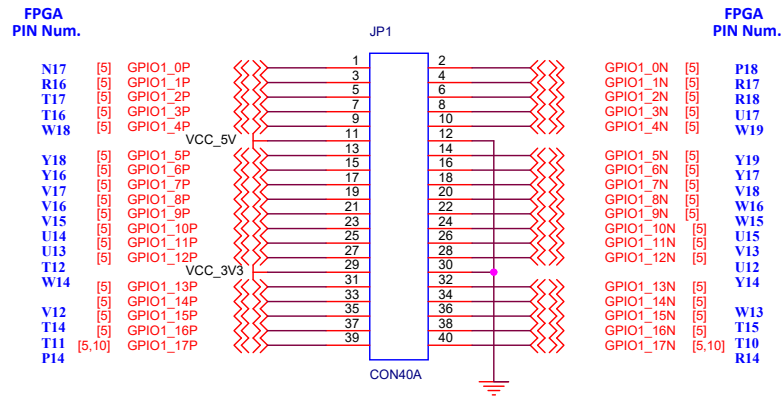 FPGA
PIN Num.
FPGA
PIN Num.
JP1
N17 [5] GPIO1_0P 1 2 GPIO1_0N [5] P18
R16 [5] GPIO1_1P 3 4 GPIO1_1N [5] R17
T17 [5] GPIO1_2P 5 6 GPIO1_2N [5] R18
T16 [5] GPIO1_3P 7 8 GPIO1_3N [5] U17
W18 [5] GPIO1_4P 9 10 GPIO1_4N [5] W19
VCC_5V 11 12
Y18 [5] GPIO1_5P 13 14 GPIO1_5N [5] Y19
Y16 [5] GPIO1_6P 15 16 GPIO1_6N [5] Y17
V17 [5] GPIO1_7P 17 18 GPIO1_7N [5] V18
V16 [5] GPIO1_8P 19 20 GPIO1_8N [5] W16
V15 [5] GPIO1_9P 21 22 GPIO1_9N [5] W15
U14 [5] GPIO1_10P 23 24 GPIO1_10N [5] U15
U13 [5] GPIO1_11P 25 26 GPIO1_11N [5] V13
T12 [5] GPIO1_12P 27 28 GPIO1_12N [5] U12
VCC_3V3 29 30
W14 [5] GPIO1_13P 31 32 GPIO1_13N [5] Y14
[5] GPIO1_14P 33 34 GPIO1_14N [5]
V12 [5] GPIO1_15P 35 36 GPIO1_15N [5] W13
T14 [5] GPIO1_16P 37 38 GPIO1_16N [5] T15
T11 [5,10] GPIO1_17P 39 40 GPIO1_17N [5,10] T10
P14 R14
CON40A